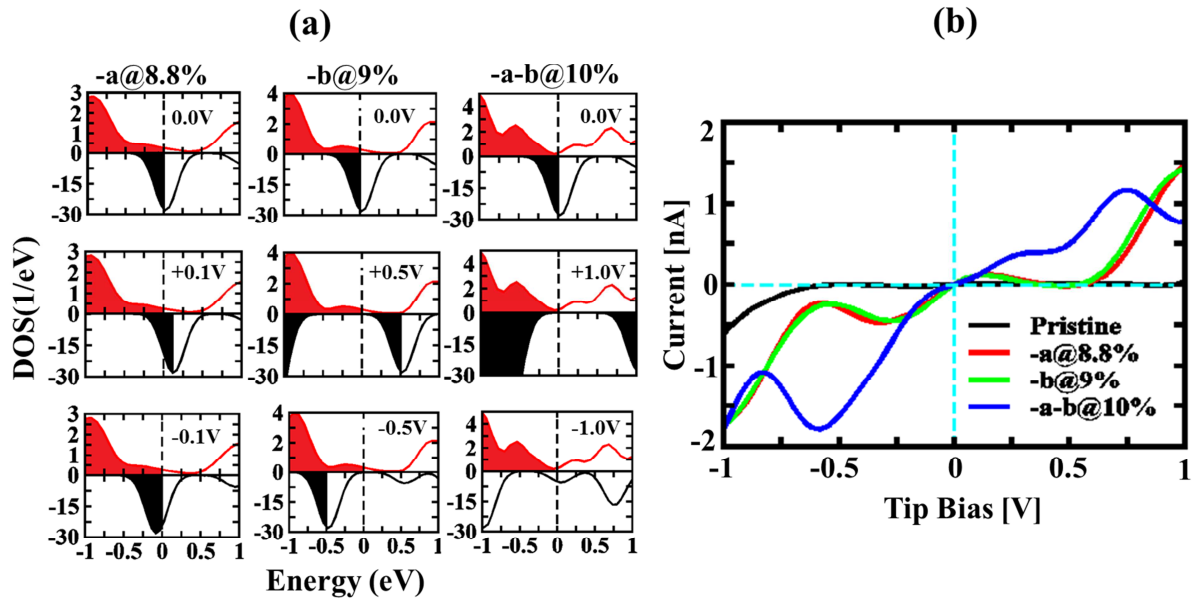 (a)
(b)
-a@8.8%
-b@9%
-a-b@10%
3
2
1
0
-15
-30
0.0V
4
2
0
-15
-30
0.0V
4
2
0
-15
-30
0.0V
3
2
1
0
-15
-30
+0.1V
4
2
0
-15
-30
+0.5V
4
2
0
-15
-30
+1.0V
3
2
1
0
-15
-30
-0.1V
4
2
0
-15
-30
-0.5V
4
2
0
-15
-30
-1.0V
-1 -0.5 0 0.5 1
-1 -0.5 0 0.5 1
-1 -0.5 0 0.5 1
DOS(1/eV)
Energy (eV)
2
1
0
-1
-2
Current [nA]
Pristine
-a@8.8%
-b@9%
-a-b@10%
-1 -0.5 0 0.5 1
Tip Bias [V]